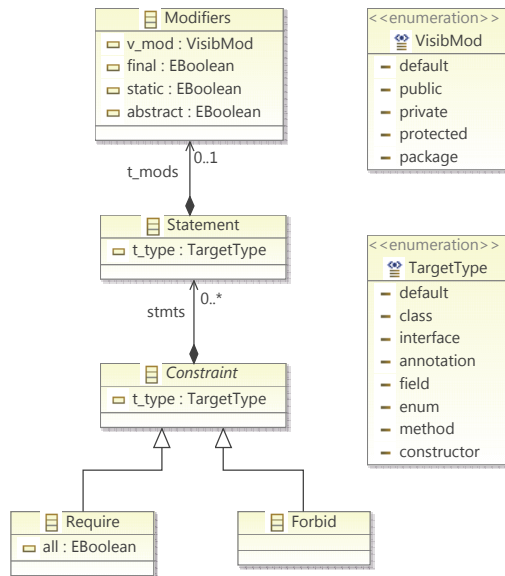 Modifiers
v_mod : VisibMod
final : EBoolean
static : EBoolean
abstract : EBoolean
0..1
t_mods
Statement
t_type : TargetType
0..*
stmts
Constraint
t_type : TargetType
Require
all : EBoolean
Forbid
<<enumeration>>
VisibMod
default
public
private
protected
package
<<enumeration>>
TargetType
default
class
interface
annotation
field
enum
method
constructor